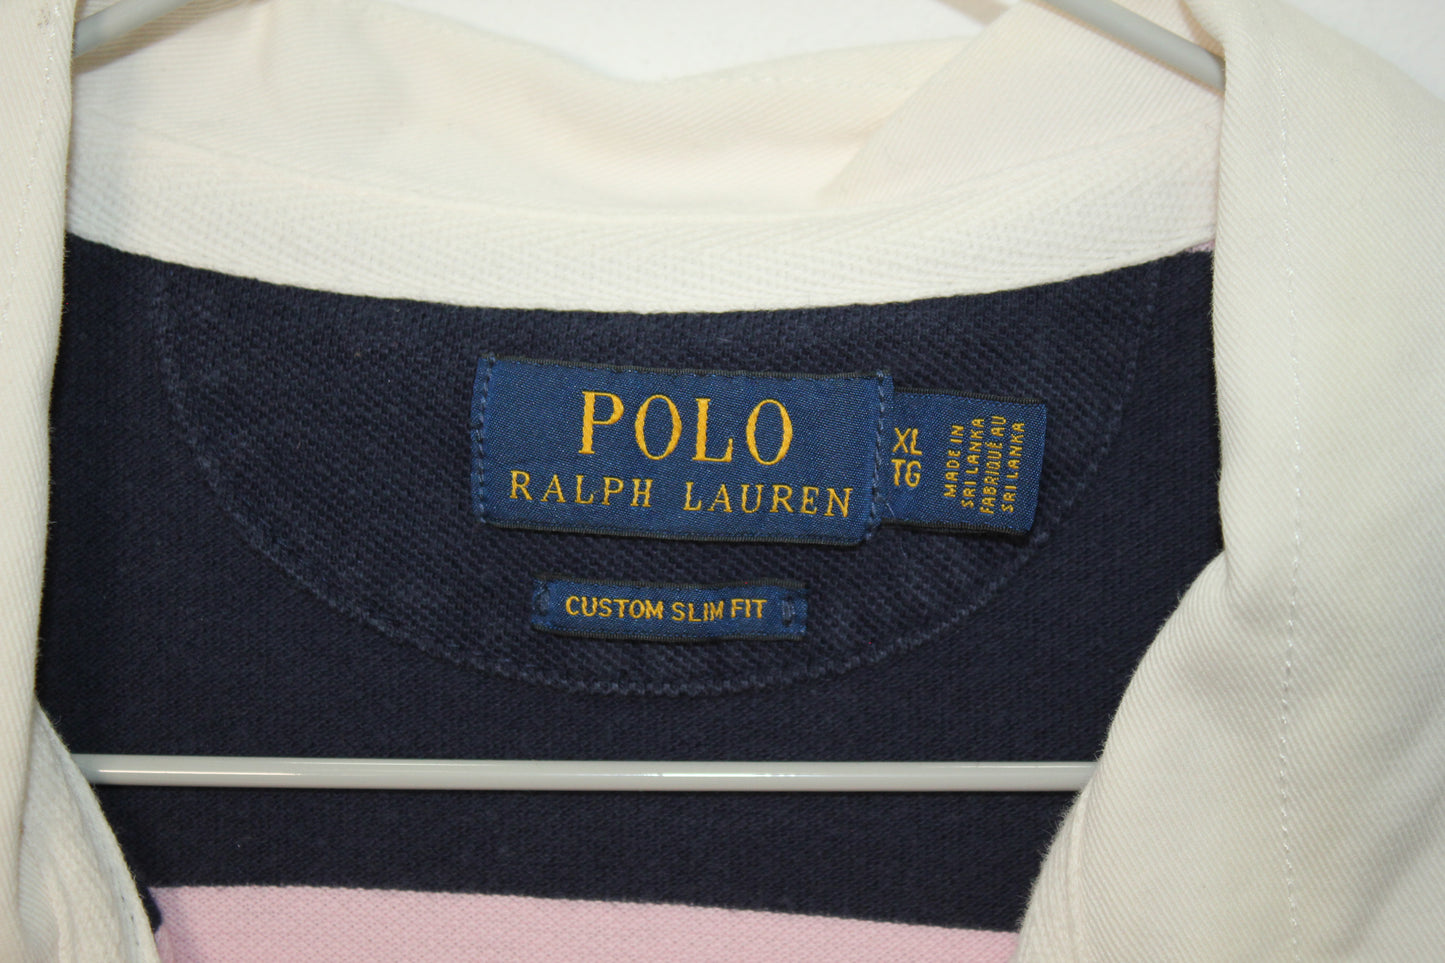 POLO
RALPH LAUREN
XL
TG
MADE IN
SRI LANKA
FABRIQUÉ AU
SRI LANKA
CUSTOM SLIM FIT